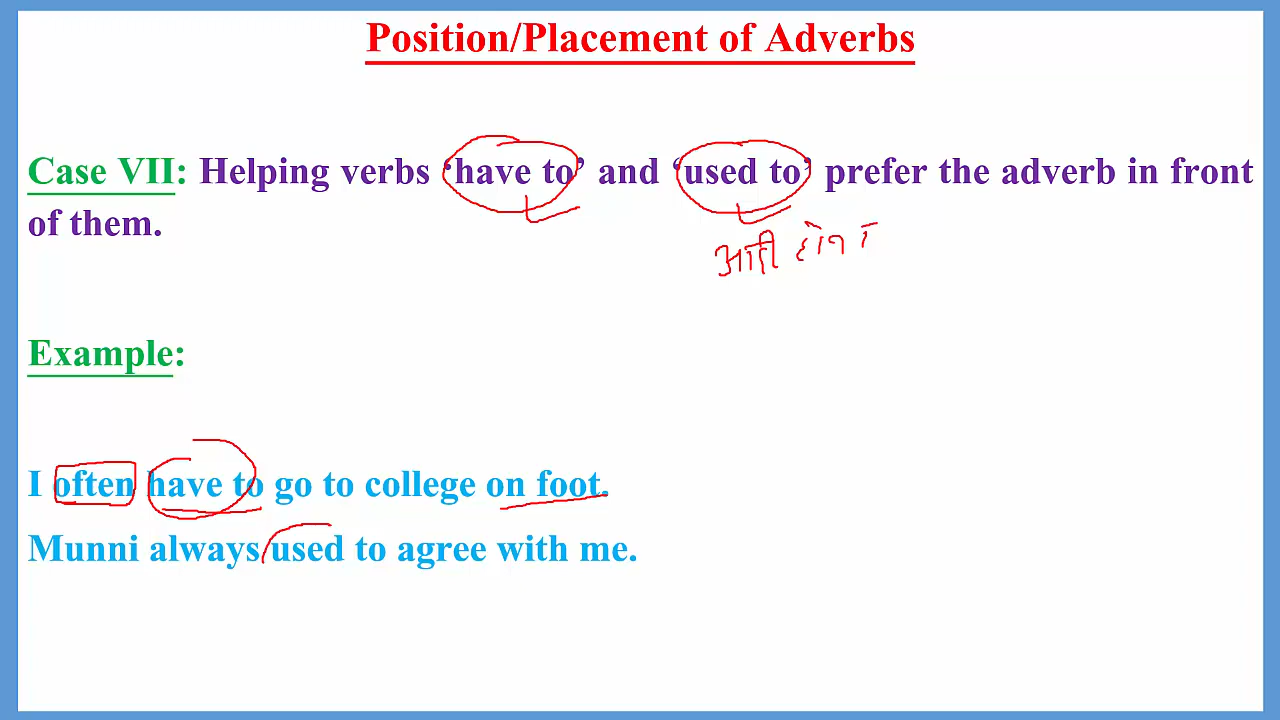 Position/Placement of Adverbs
Case VII: Helping verbs ‘have to’ and ‘used to’ prefer the adverb in front
of them.
Example:
I often have to go to college on foot.
Munni always used to agree with me.